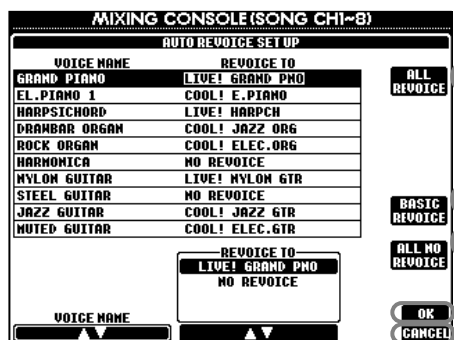 MIXING CONSOLE(SONG CH1~8)
AUTO REVOICE SET UP
VOICE NAME REVOICE TO
GRAND PIANO LIVE! GRAND PNO
EL.PIANO 1 COOL! E.PIANO
HARPSICHORD LIVE! HARPCH
DRAWBAR ORGAN COOL! JAZZ ORG
ROCK ORGAN COOL! ELEC.ORG
HARMONICA NO REVOICE
NYLON GUITAR LIVE! NYLON GTR
STEEL GUITAR NO REVOICE
JAZZ GUITAR COOL! JAZZ GTR
MUTED GUITAR COOL! ELEC.GTR
ALL
REVOICE
BASIC
REVOICE
ALL NO
REVOICE
REVOICE TO
LIVE! GRAND PNO
NO REVOICE
VOICE NAME
OK
CANCEL